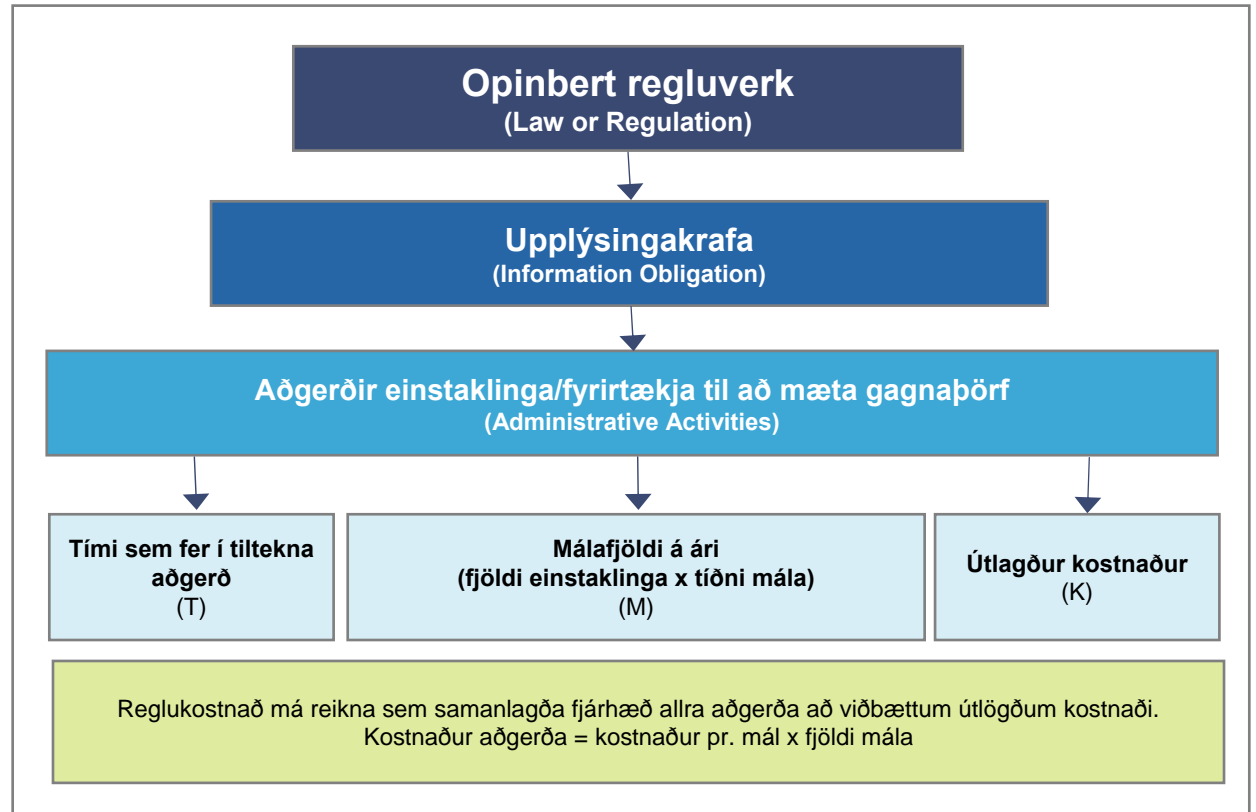 Opinbert regluverk
(Law or Regulation)
Upplýsingakrafa
(Information Obligation)
Aðgerðir einstaklinga/fyrirtækja til að mæta gagnaþörf
(Administrative Activities)
Tími sem fer í tiltekna
aðgerð
(T)
Málafjöldi á ári
(fjöldi einstaklinga x tíðni mála)
(M)
Útlagður kostnaður
(K)
Reglukostnað má reikna sem samanlagða fjárhæð allra aðgerða að viðbættum útlögðum kostnaði.
Kostnaður aðgerða = kostnaður pr. mál x fjöldi mála